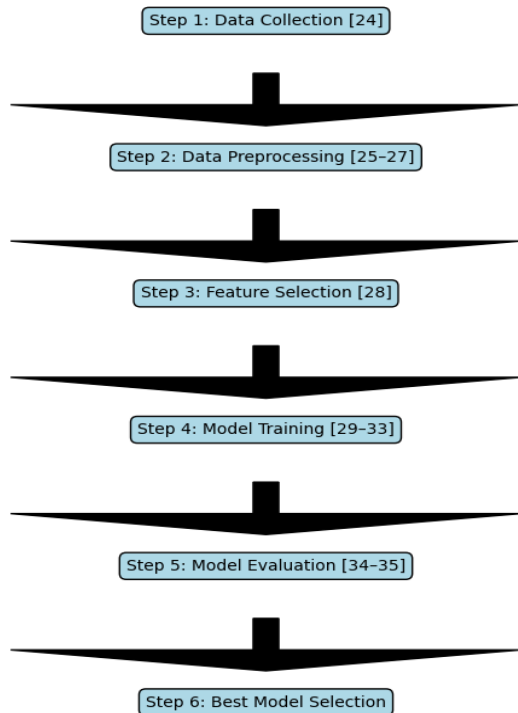 Step 1: Data Collection [24]
Step 2: Data Preprocessing [25–27]
Step 3: Feature Selection [28]
Step 4: Model Training [29–33]
Step 5: Model Evaluation [34–35]
Step 6: Best Model Selection